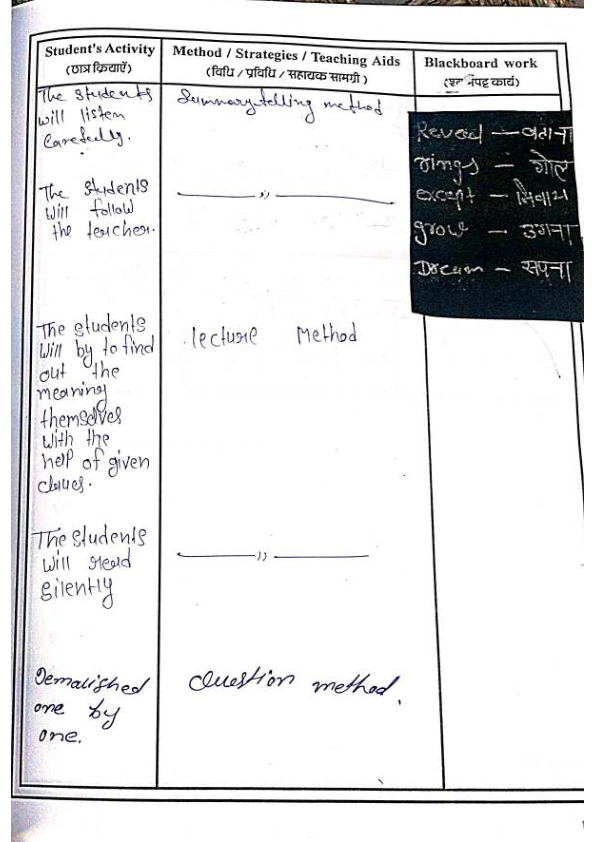 Student's Activity
(छात्र क्रियाएँ)
Method / Strategies / Teaching Aids
(विधि / प्रविधि / सहायक सामग्री)
Blackboard work
The students
will listen
Carefully.
Summary telling method
The Students
will follow
the teacher.
——— ,, ———
The students
will by to find
out the
meaning
themselves
with the
help of given
clues.
lecture Method
The students
will read
silently
——— ,, ———
Demalished
one by
one.
Question method.
Reveal — बताना
rings — गोल
except — सिवाय
grow — उगना
Dream — सपना